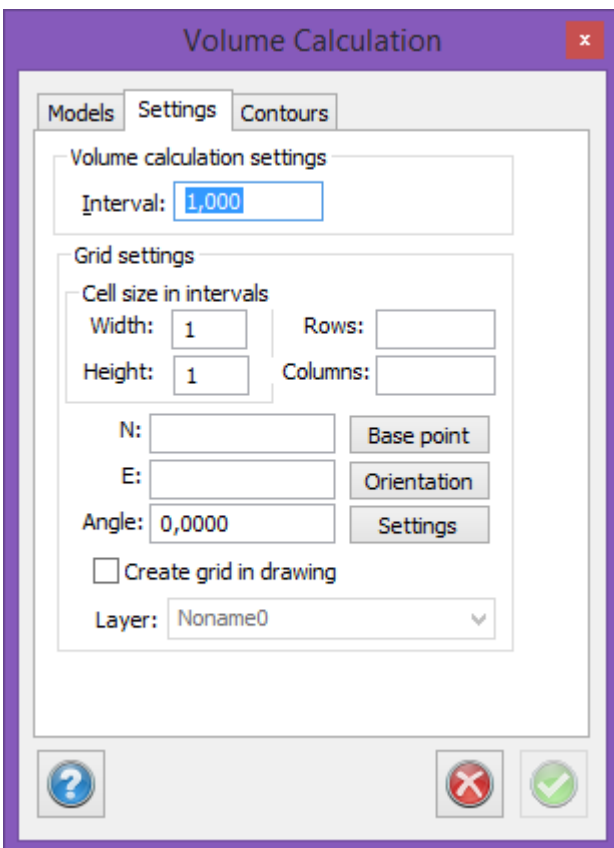 Volume Calculation
x
Models Settings Contours
Volume calculation settings
Interval: 1,000
Grid settings
Cell size in intervals
Width: 1 Rows:
Height: 1 Columns:
N: Base point
E: Orientation
Angle: 0,0000 Settings
Create grid in drawing
Layer: Noname0
?